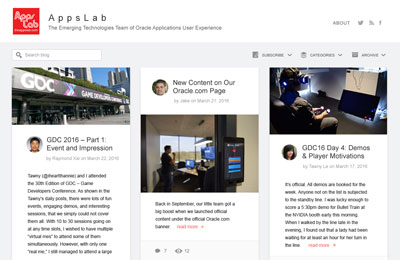 Apps
Lab
theappslab.com
AppsLab
The Emerging Technologies Team of Oracle Applications User Experience
ABOUT
Search blog
SUBSCRIBE
CATEGORIES
ARCHIVE
GDC
GAME DEVELOPERS CONFERENCE
GDC 2016 – Part 1:
Event and Impression
by Raymond Xie on March 22, 2016
Tawny (@iheartthannie) and I attended
the 30th Edition of GDC – Game
Developers Conference. As shown in the
Tawny's daily posts, there were lots of fun
events, engaging demos, and interesting
sessions, that we simply could not cover
them all. With 10 to 30 sessions going on
at any time slots, I wished to have multiple
"virtual mes" to attend some of them
simultaneously. However, with only one
"real me," I still managed to attend a large
New Content on Our
Oracle.com Page
by Jake on March 21, 2016
Back in September, our little team got a
big boost when we launched official
content under the official Oracle.com
banner. read more
7
12
GDC16 Day 4: Demos
& Player Motivations
by Tawny Le on March 17, 2016
It's official. All demos are booked for the
week. Anyone not on the list is subjected
to the standby line. I was lucky enough to
score a 5:30pm demo for Bullet Train at
the NVIDIA booth early this morning.
When I walked by the line late in the
evening, I found out that a lady had been
waiting for at least an hour for her turn in
the line. read more